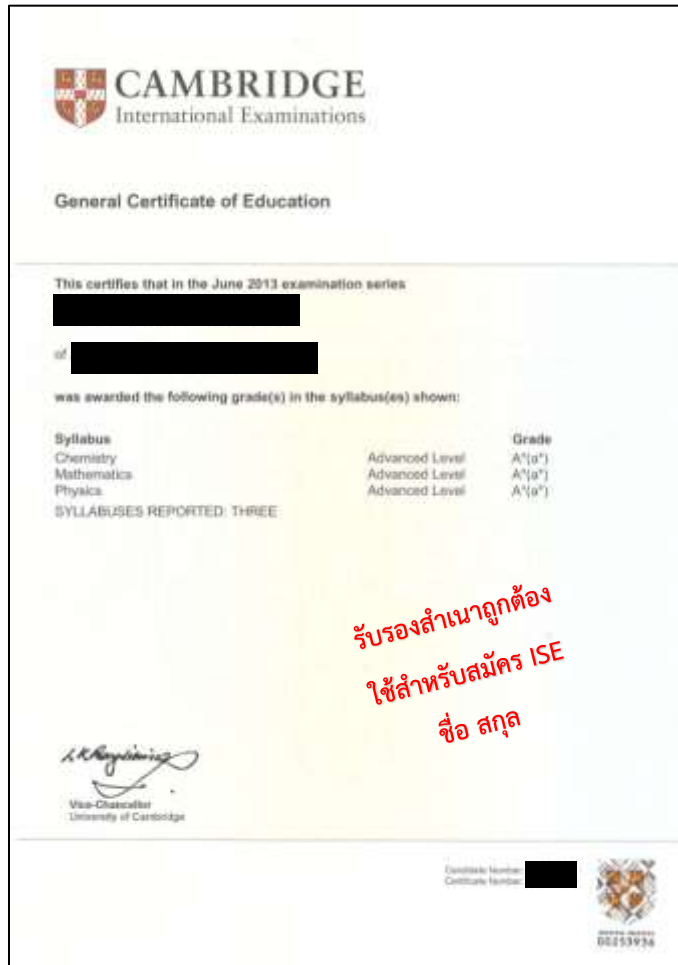 CAMBRIDGE
International Examinations
General Certificate of Education
This certifies that in the June 2013 examination series
of
was awarded the following grade(s) in the syllabus(es) shown:
Syllabus Grade
Chemistry Advanced Level A*(a*)
Mathematics Advanced Level A*(a*)
Physics Advanced Level A*(a*)
SYLLABUSES REPORTED: THREE
รับรองสำเนาถูกต้อง
ใช้สำหรับสมัคร ISE
ชื่อ สกุล
Vice-Chancellor
University of Cambridge
Candidate Number:
Certificate Number: